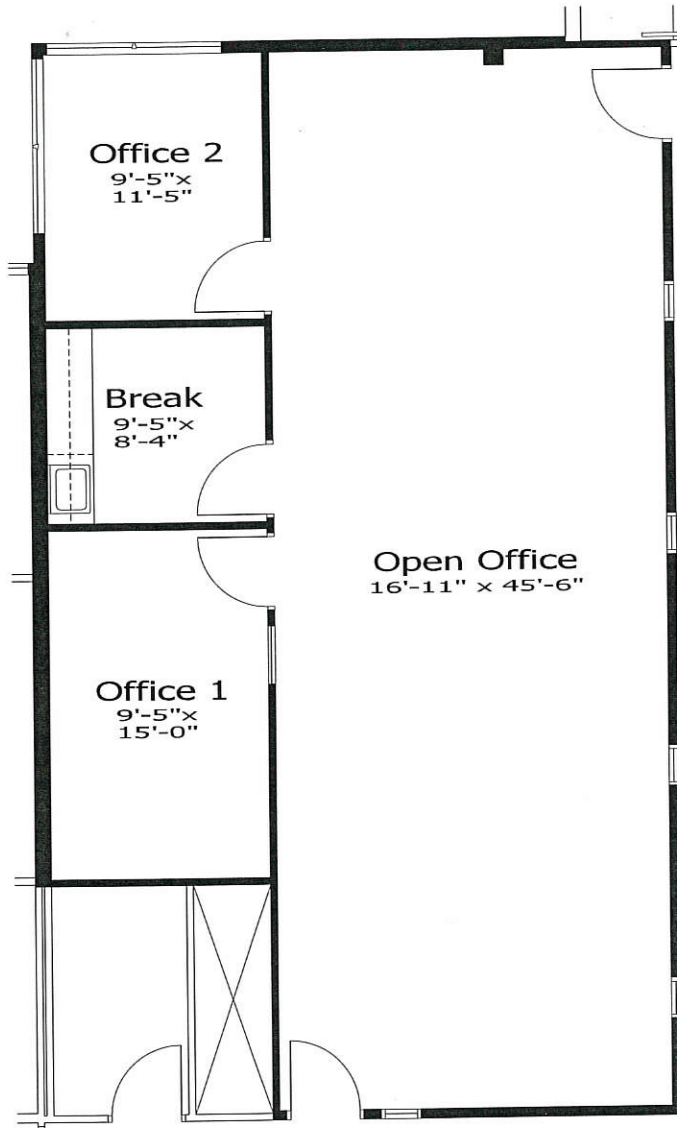 Office 2
9'-5"x
11'-5"
Break
9'-5"x
8'-4"
Open Office
16'-11" x 45'-6"
Office 1
9'-5"x
15'-0"